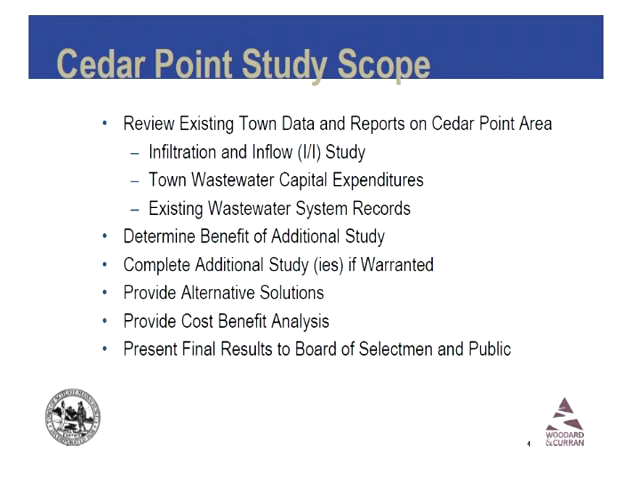 Cedar Point Study Scope
• Review Existing Town Data and Reports on Cedar Point Area
– Infiltration and Inflow (I/I) Study
– Town Wastewater Capital Expenditures
– Existing Wastewater System Records
• Determine Benefit of Additional Study
• Complete Additional Study (ies) if Warranted
• Provide Alternative Solutions
• Provide Cost Benefit Analysis
• Present Final Results to Board of Selectmen and Public
4
WOODARD
&CURRAN